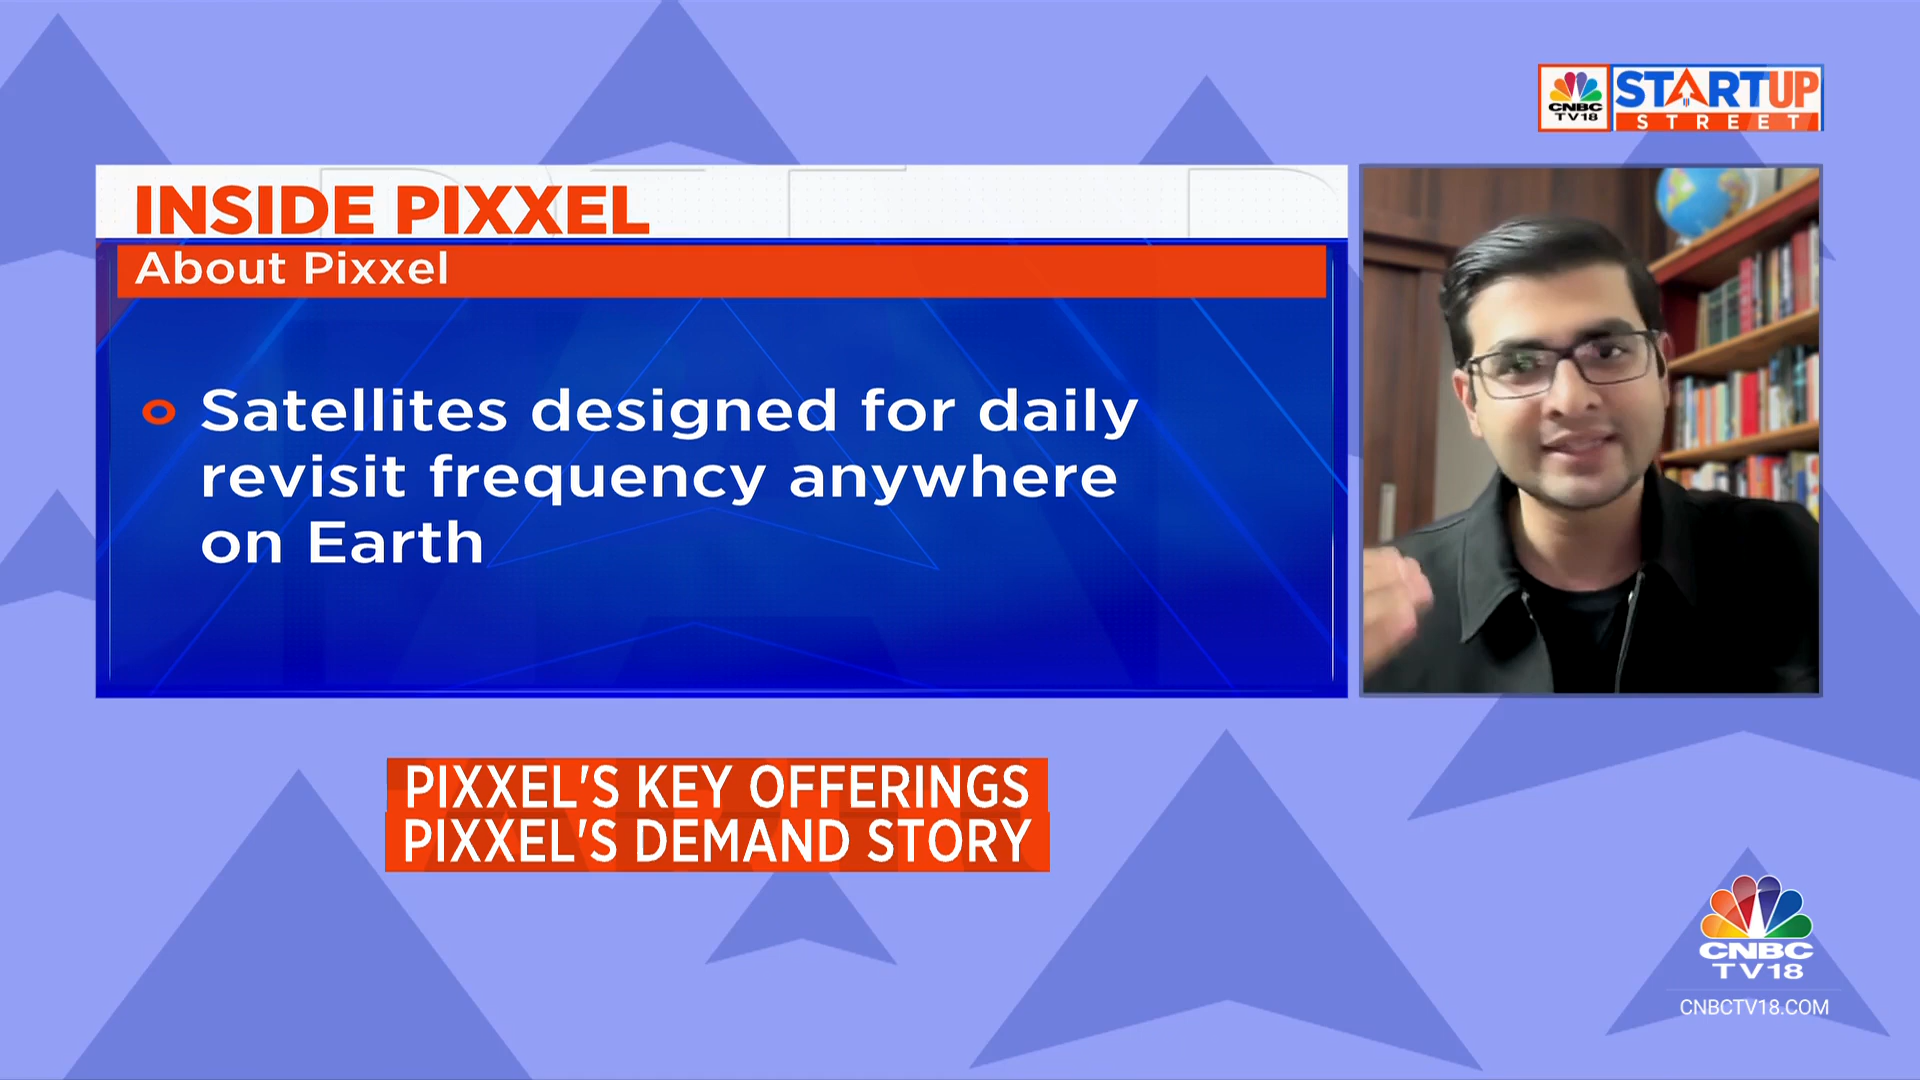 CNBC
TV18
STARTUP
STREET
INSIDE PIXXEL
About Pixxel
Satellites designed for daily
revisit frequency anywhere
on Earth
PIXXEL'S KEY OFFERINGS
PIXXEL'S DEMAND STORY
CNBC
TV18
CNBCTV18.COM